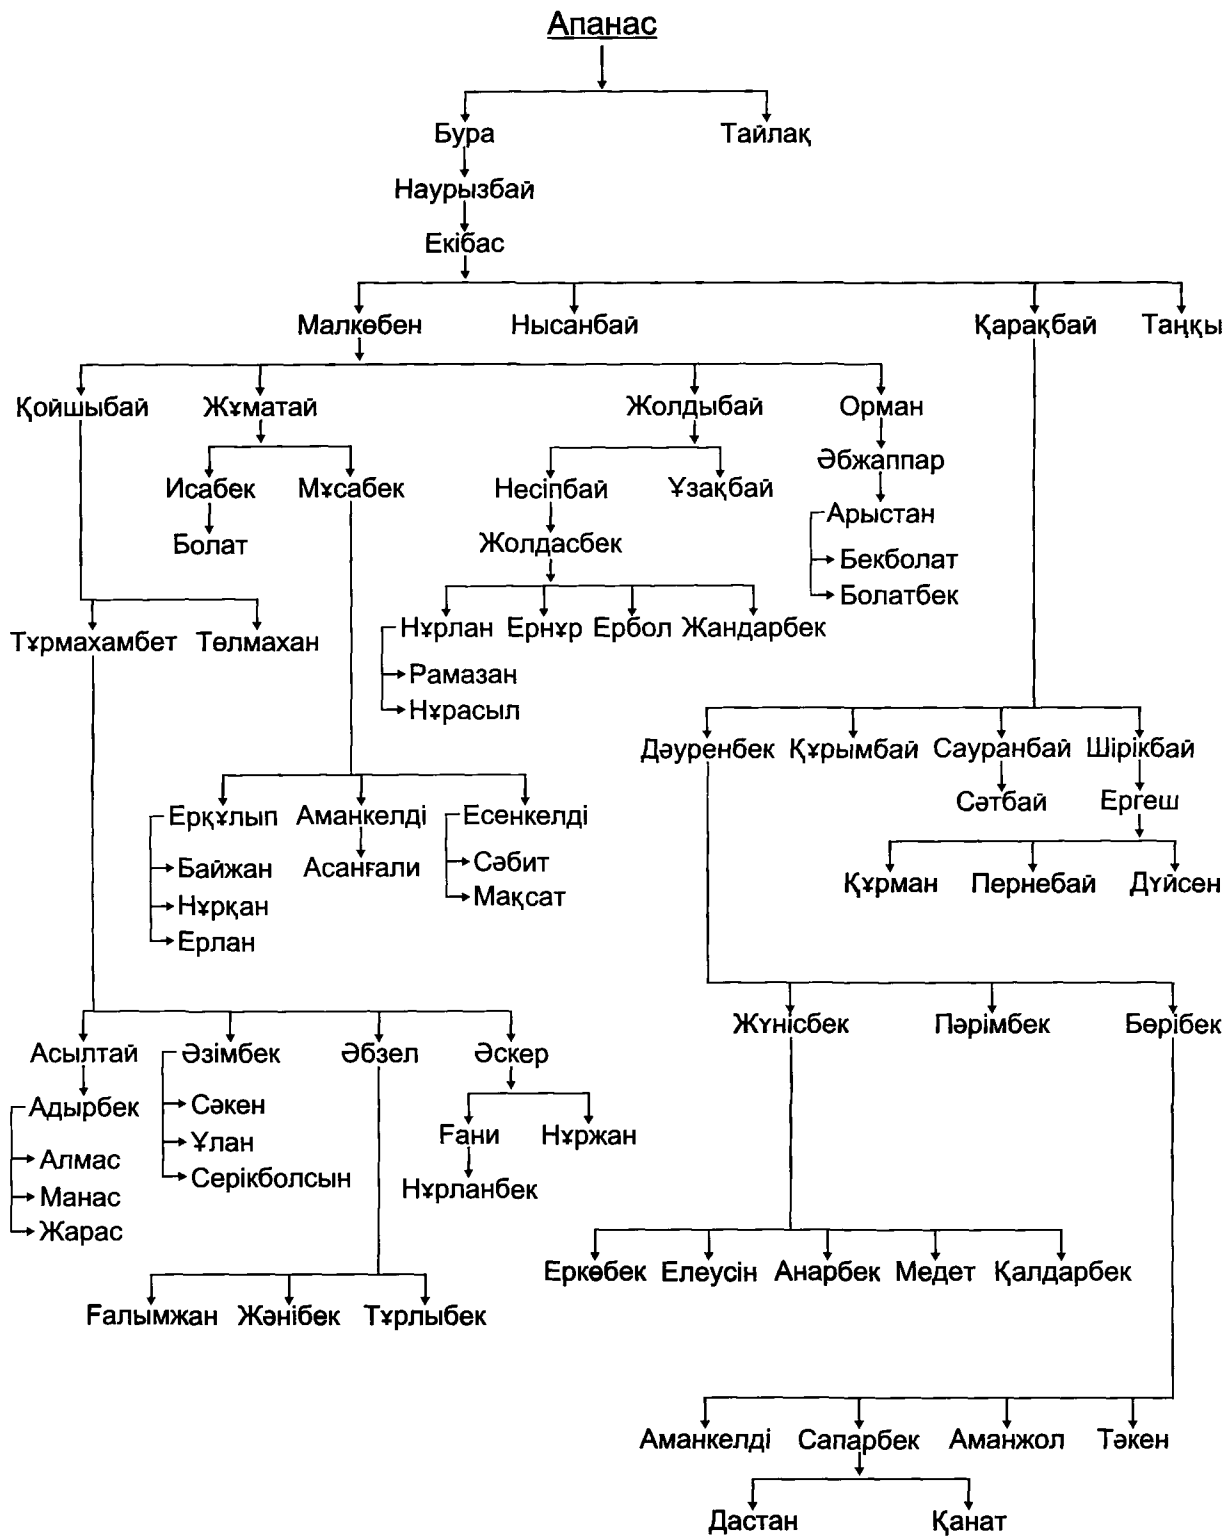 Апанас
Бура Тайлақ
Наурызбай
Екібас
Малкөбен Нысанбай Қарақбай Таңқы
Қойшыбай Жұматай Жолдыбай Орман
Әбжаппар
Исабек Мұсабек Несіпбай Ұзақбай
Арыстан
Болат Жолдасбек
Бекболат
Болатбек
Тұрмахамбет Төлмахан Нұрлан Ернұр Ербол Жандарбек
Рамазан
Нұрасыл
Дәуренбек Құрымбай Сауранбай Шірікбай
Сәтбай Ергеш
Ерқұлып Аманкелді Есенкелді
Байжан Асанғали Сәбит
Құрман Пернебай Дүйсен
Нұрқан Мақсат
Ерлан
Жүнісбек Пәрімбек Бөрібек
Асылтай Әзімбек Әбзел Әскер
Адырбек Сәкен
Ұлан Ғани Нұржан
Алмас Серікболсын
Манас Нұрланбек
Жарас
Еркөбек Елеусін Анарбек Медет Қалдарбек
Ғалымжан Жәнібек Тұрлыбек
Аманкелді Сапарбек Аманжол Тәкен
Дастан Қанат